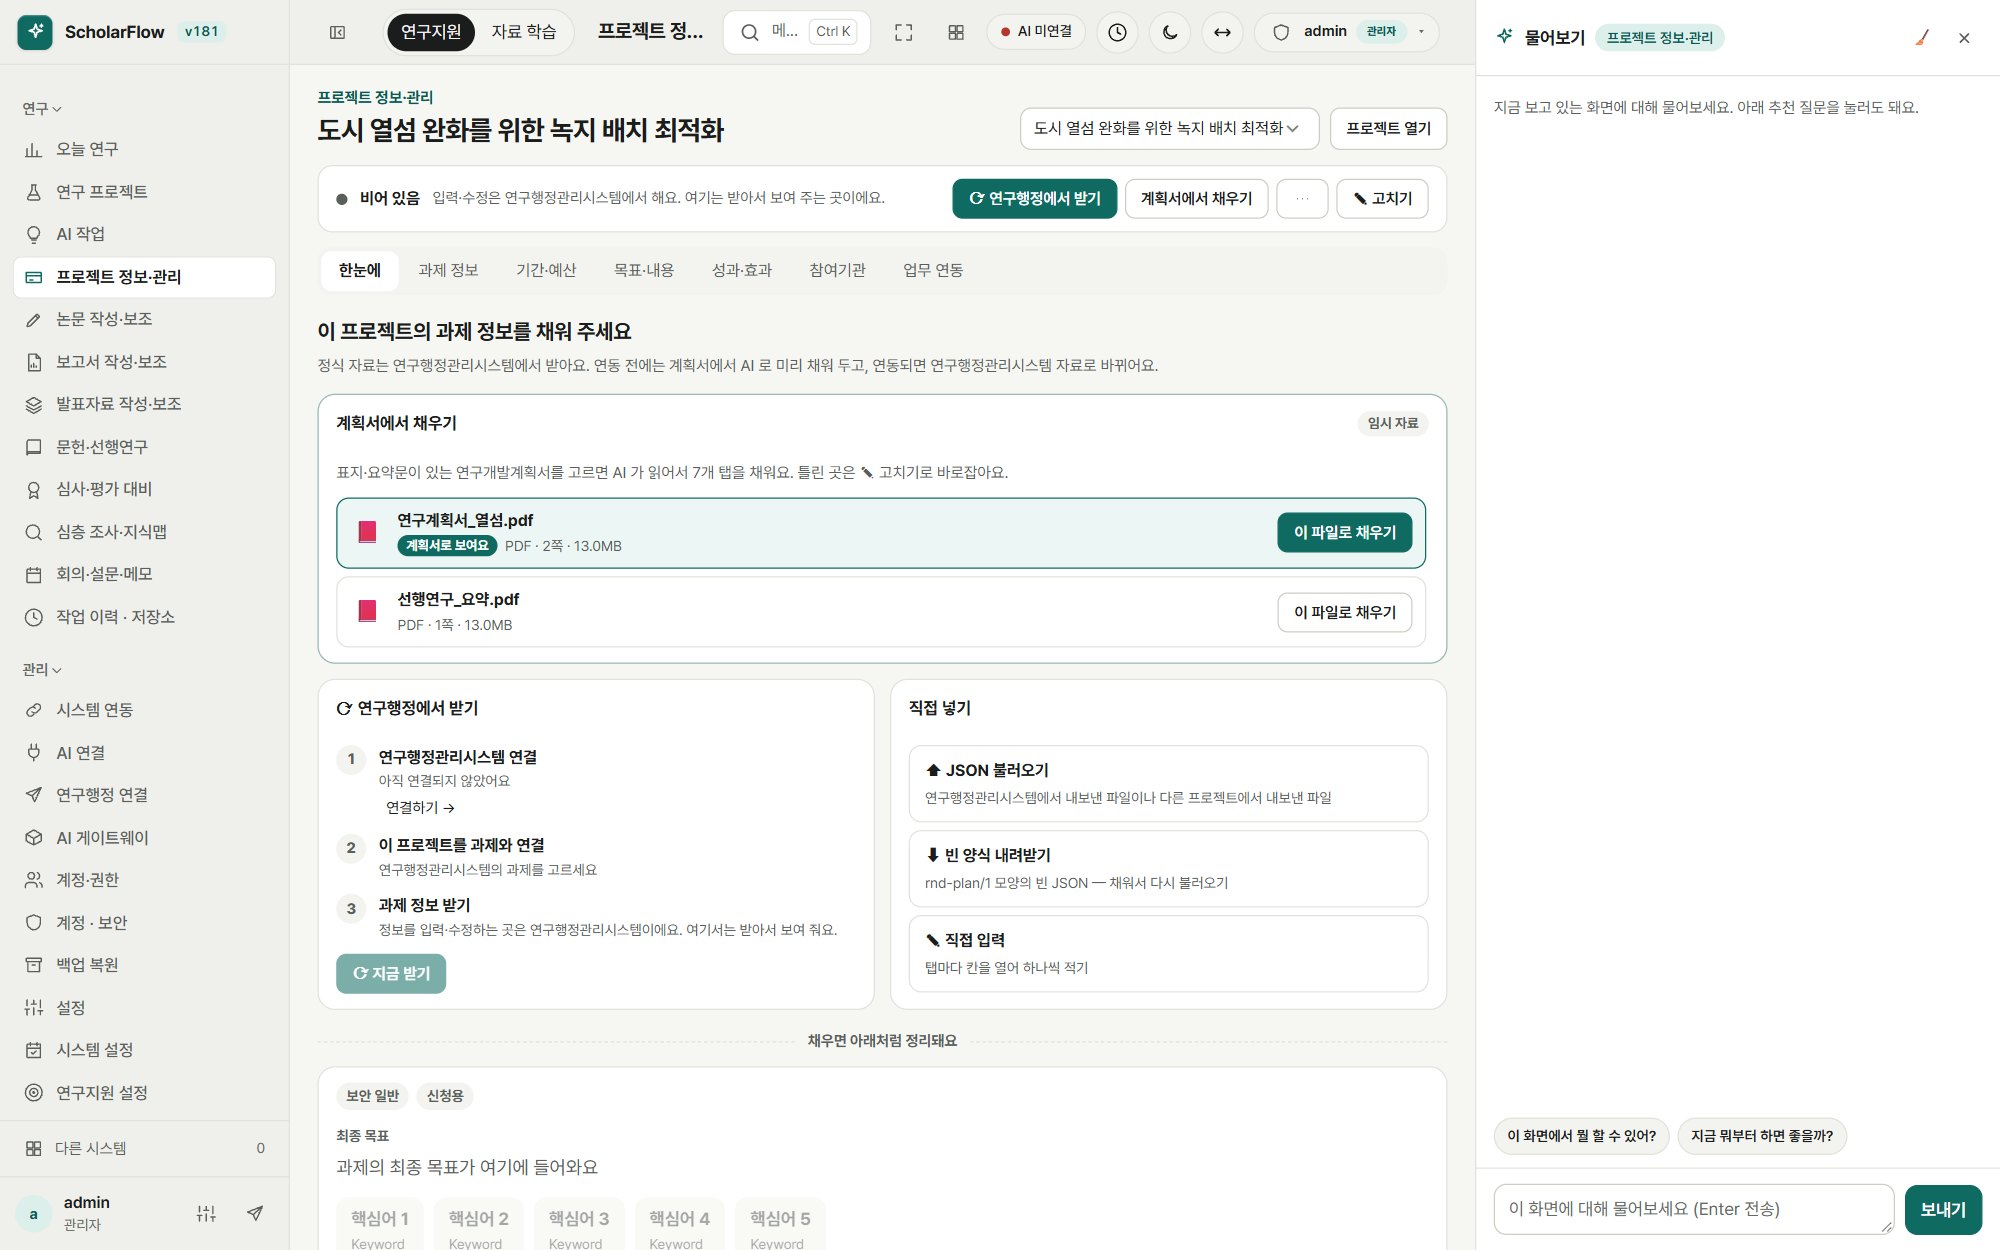 ScholarFlow v181
연구
오늘 연구
연구 프로젝트
AI 작업
프로젝트 정보·관리
논문 작성·보조
보고서 작성·보조
발표자료 작성·보조
문헌·선행연구
심사·평가 대비
심층 조사·지식맵
회의·설문·메모
작업 이력 · 저장소
관리
시스템 연동
AI 연결
연구행정 연결
AI 게이트웨이
계정·권한
계정 · 보안
백업 복원
설정
시스템 설정
연구지원 설정
다른 시스템 0
a admin
관리자
연구지원 자료 학습 프로젝트 정... 메... Ctrl K AI 미연결 admin 관리자
프로젝트 정보·관리
도시 열섬 완화를 위한 녹지 배치 최적화
도시 열섬 완화를 위한 녹지 배치 최적화 프로젝트 열기
비어 있음 입력·수정은 연구행정관리시스템에서 해요. 여기는 받아서 보여 주는 곳이에요. 연구행정에서 받기 계획서에서 채우기 ... 고치기
한눈에 과제 정보 기간·예산 목표·내용 성과·효과 참여기관 업무 연동
이 프로젝트의 과제 정보를 채워 주세요
정식 자료는 연구행정관리시스템에서 받아요. 연동 전에는 계획서에서 AI 로 미리 채워 두고, 연동되면 연구행정관리시스템 자료로 바뀌어요.
계획서에서 채우기 임시 자료
표지·요약문이 있는 연구개발계획서를 고르면 AI 가 읽어서 7개 탭을 채워요. 틀린 곳은 ✎ 고치기로 바로잡아요.
연구계획서_열섬.pdf
계획서로 보여요 PDF · 2쪽 · 13.0MB
이 파일로 채우기
선행연구_요약.pdf
PDF · 1쪽 · 13.0MB
이 파일로 채우기
연구행정에서 받기
1 연구행정관리시스템 연결
아직 연결되지 않았어요
연결하기 →
2 이 프로젝트를 과제와 연결
연구행정관리시스템의 과제를 고르세요
3 과제 정보 받기
정보를 입력·수정하는 곳은 연구행정관리시스템이에요. 여기서는 받아서 보여 줘요.
지금 받기
직접 넣기
JSON 불러오기
연구행정관리시스템에서 내보낸 파일이나 다른 프로젝트에서 내보낸 파일
빈 양식 내려받기
rnd-plan/1 모양의 빈 JSON — 채워서 다시 불러오기
직접 입력
탭마다 칸을 열어 하나씩 적기
채우면 아래처럼 정리돼요
보안 일반 신청용
최종 목표
과제의 최종 목표가 여기에 들어와요
핵심어 1 핵심어 2 핵심어 3 핵심어 4 핵심어 5
Keyword Keyword Keyword Keyword Keyword
물어보기 프로젝트 정보·관리
지금 보고 있는 화면에 대해 물어보세요. 아래 추천 질문을 눌러도 돼요.
이 화면에서 뭘 할 수 있어? 지금 뭐부터 하면 좋을까?
이 화면에 대해 물어보세요 (Enter 전송) 보내기